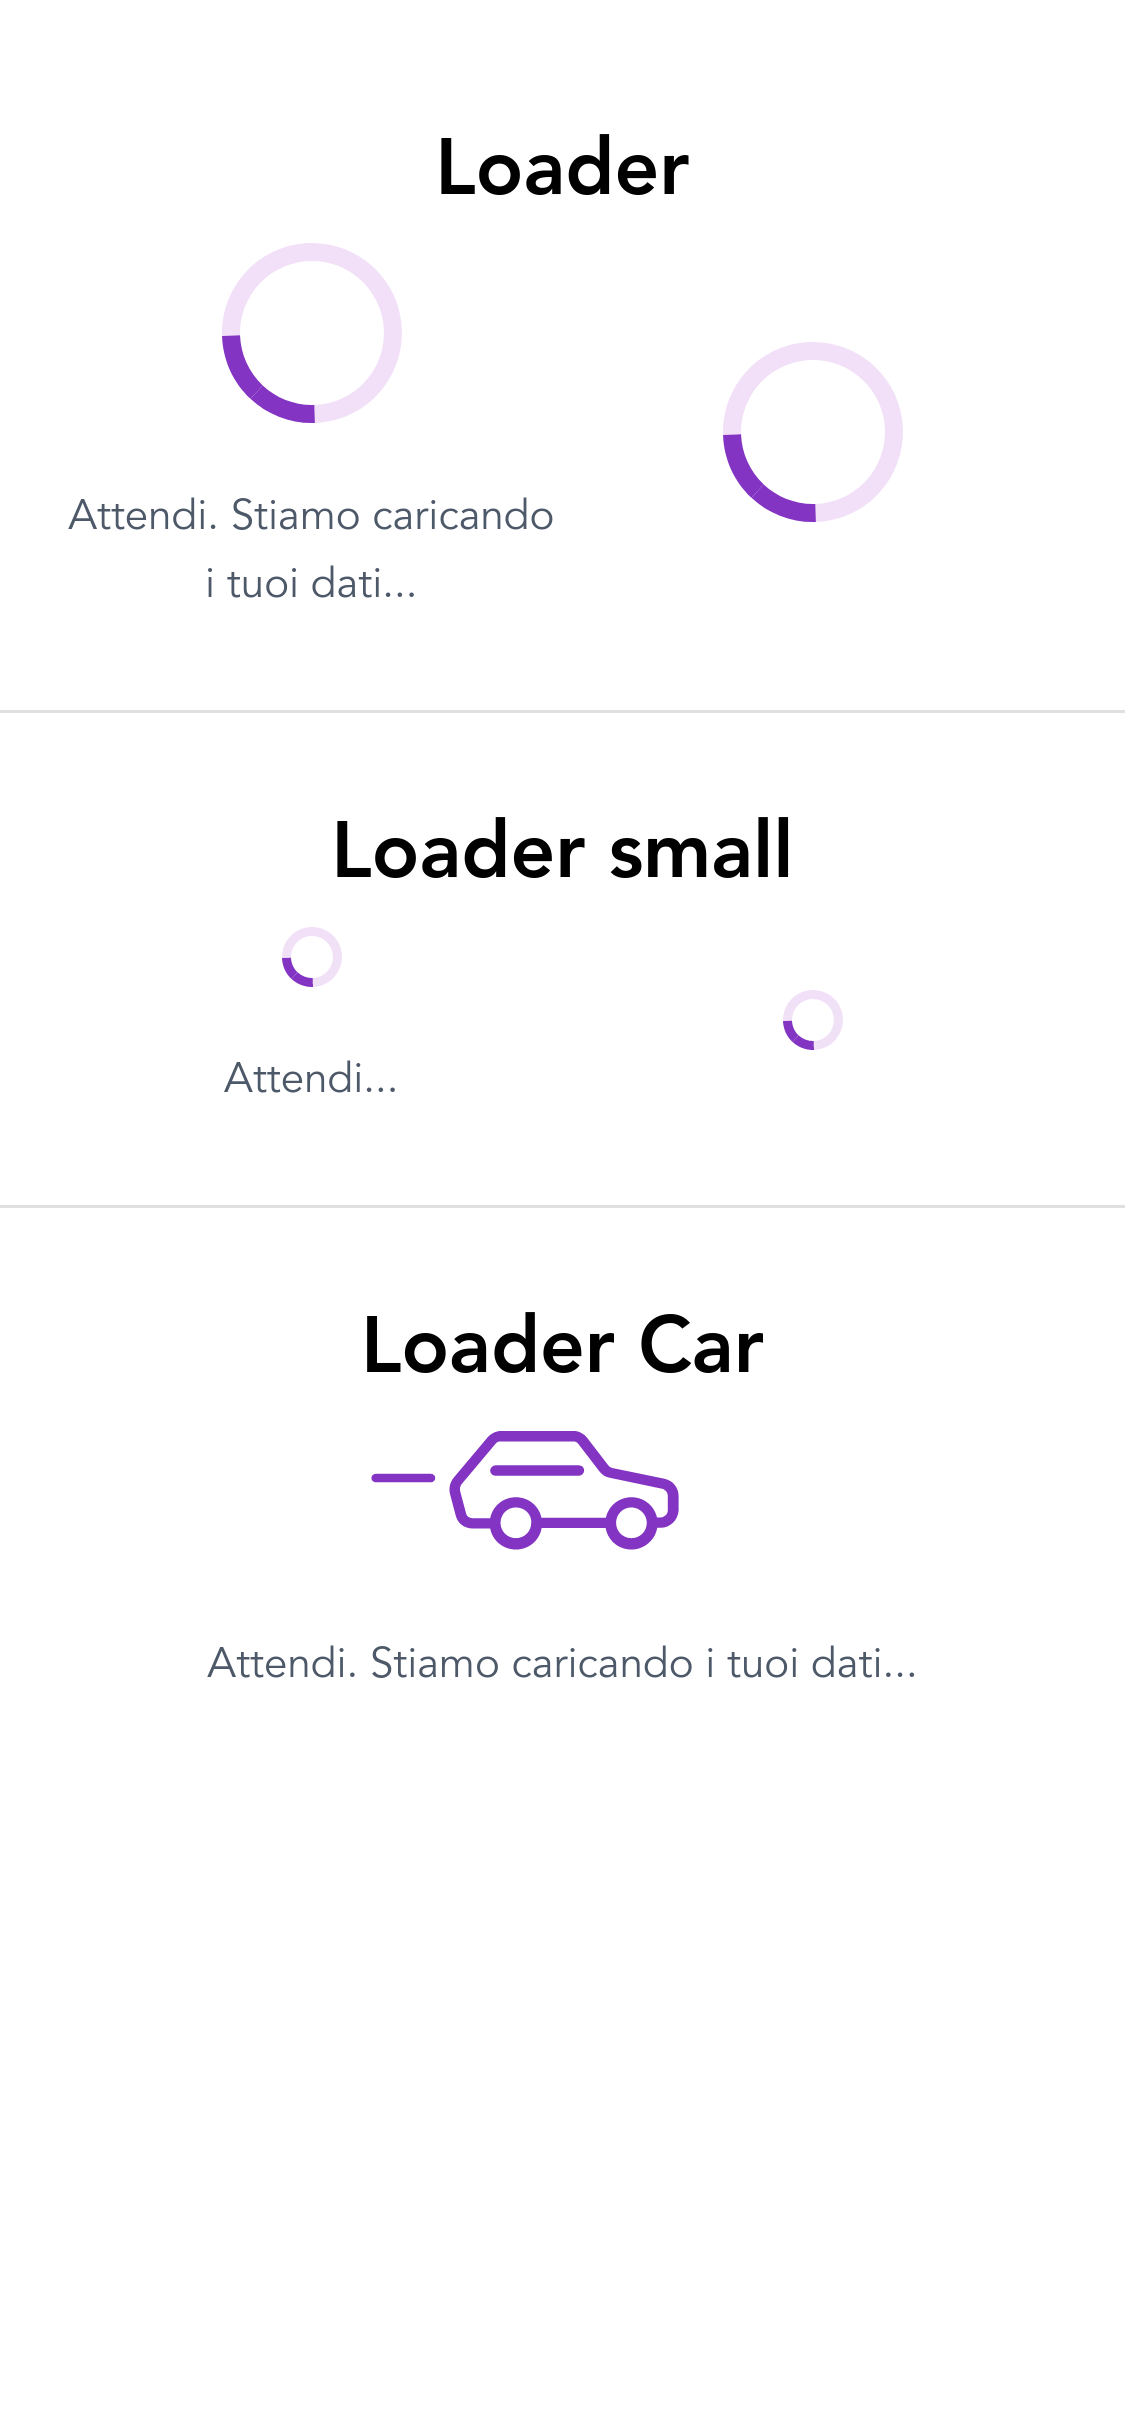 Loader
Attendi. Stiamo caricando
i tuoi dati...
Loader small
Attendi...
Loader Car
Attendi. Stiamo caricando i tuoi dati...